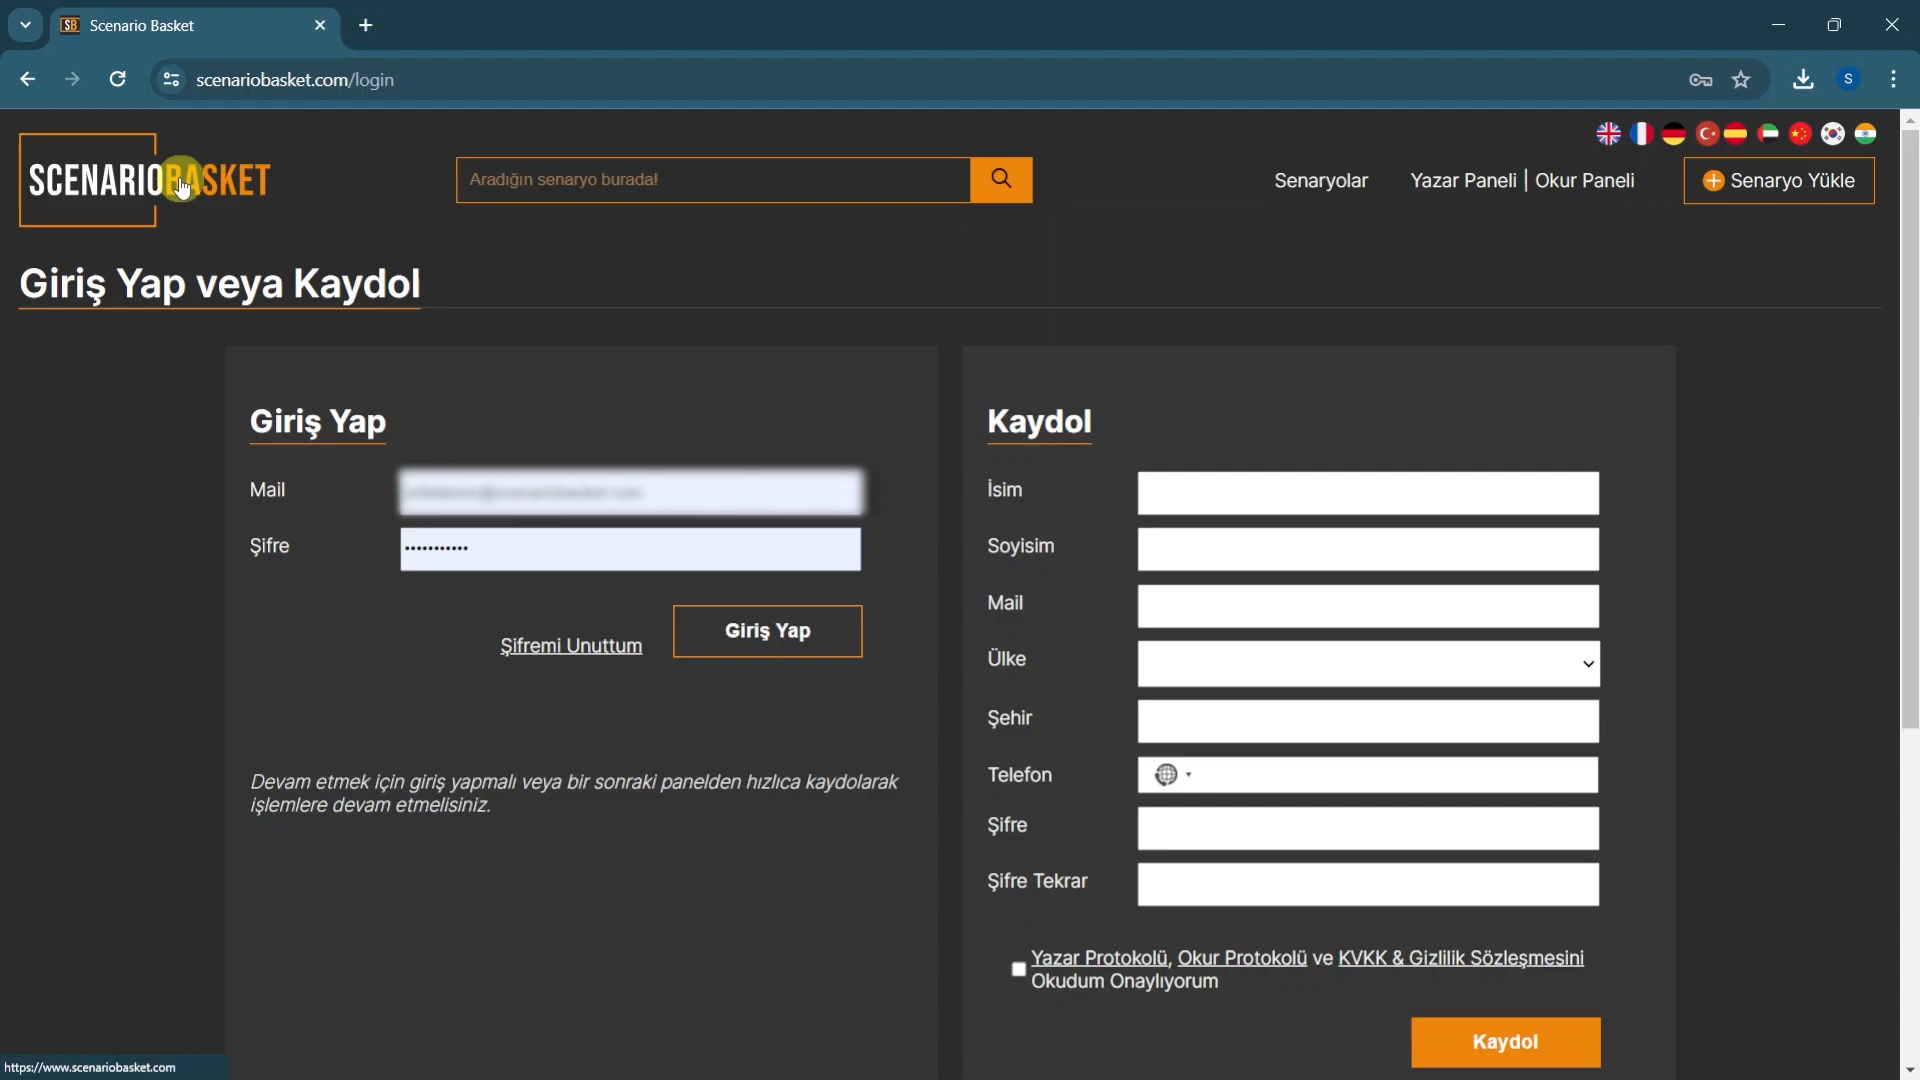 SB Scenario Basket
scenariobasket.com/login
S
SCENARIOBASKET
Aradığın senaryo burada!
Senaryolar
Yazar Paneli | Okur Paneli
Senaryo Yükle
Giriş Yap veya Kaydol
Giriş Yap
Mail
Şifre
Şifremi Unuttum
Giriş Yap
Devam etmek için giriş yapmalı veya bir sonraki panelden hızlıca kaydolarak
işlemlere devam etmelisiniz.
Kaydol
İsim
Soyisim
Mail
Ülke
Şehir
Telefon
Şifre
Şifre Tekrar
Yazar Protokolü, Okur Protokolü ve KVKK & Gizlilik Sözleşmesini
Okudum Onaylıyorum
Kaydol
https://www.scenariobasket.com